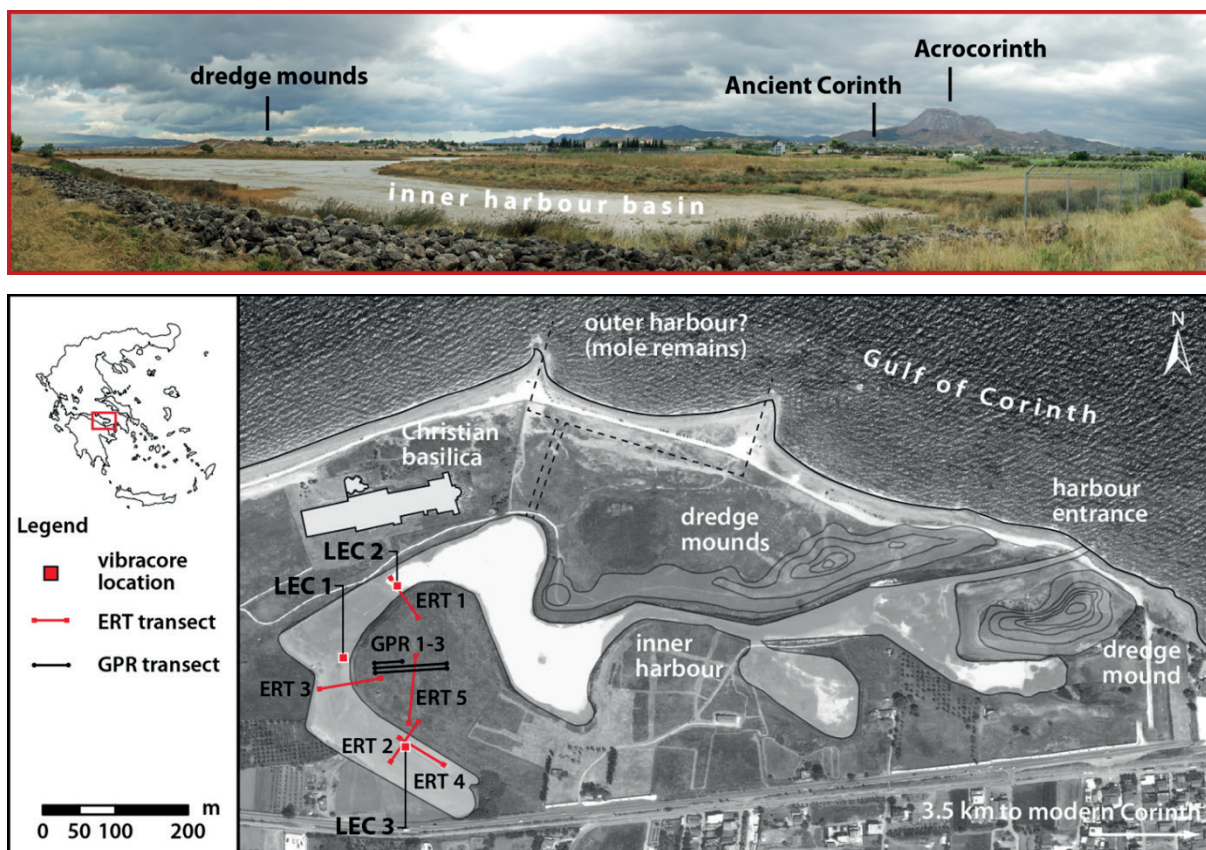 Acrocorinth
dredge mounds
Ancient Corinth
inner harbour basin
Legend
vibracore
location
ERT transect
GPR transect
m
0 50 100 200
N
outer harbour?
(mole remains)
Gulf of Corinth
Christian
basilica
harbour
entrance
dredge
mounds
LEC 2
LEC 1
ERT 1
GPR 1-3
inner
harbour
ERT 3
ERT 5
dredge
mound
ERT 2
ERT 4
LEC 3
3.5 km to modern Corinth